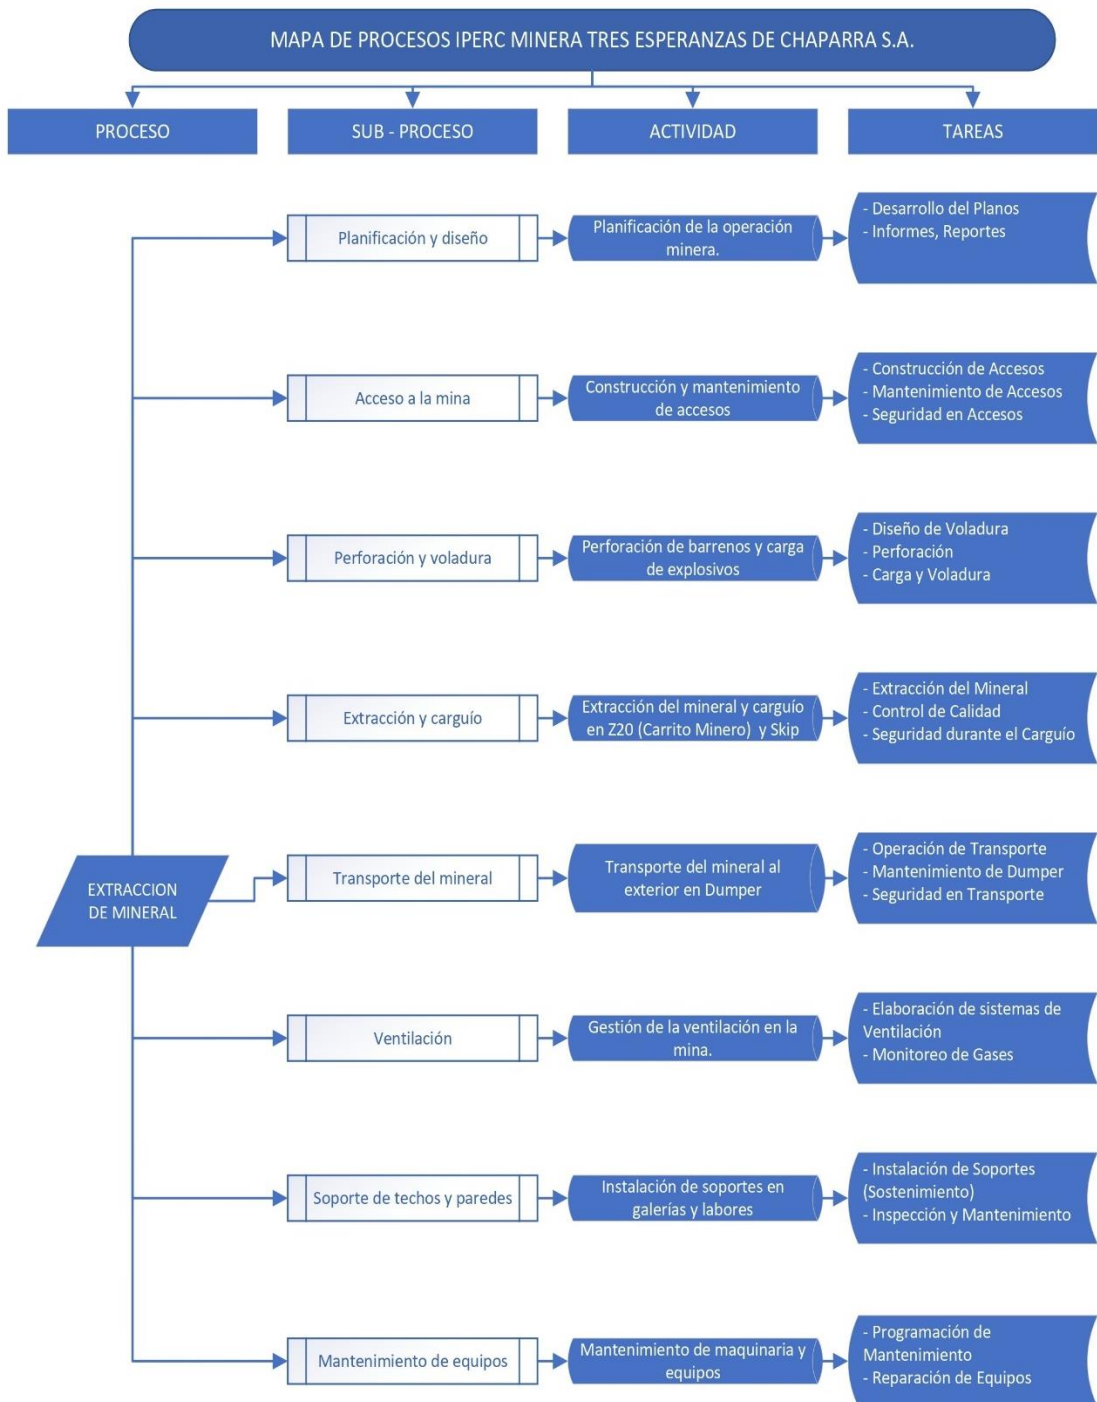 MAPA DE PROCESOS IPERC MINERA TRES ESPERANZAS DE CHAPARRA S.A.
PROCESO
SUB - PROCESO
ACTIVIDAD
TAREAS
Planificación y diseño
Planificación de la operación
minera.
- Desarrollo del Planos
- Informes, Reportes
Acceso a la mina
Construcción y mantenimiento
de accesos
- Construcción de Accesos
- Mantenimiento de Accesos
- Seguridad en Accesos
Perforación y voladura
Perforación de barrenos y carga
de explosivos
- Diseño de Voladura
- Perforación
- Carga y Voladura
Extracción y carguío
Extracción del mineral y carguío
en Z20 (Carrito Minero) y Skip
- Extracción del Mineral
- Control de Calidad
- Seguridad durante el Carguío
EXTRACCION
DE MINERAL
Transporte del mineral
Transporte del mineral al
exterior en Dumper
- Operación de Transporte
- Mantenimiento de Dumper
- Seguridad en Transporte
Ventilación
Gestión de la ventilación en la
mina.
- Elaboración de sistemas de
Ventilación
- Monitoreo de Gases
Soporte de techos y paredes
Instalación de soportes en
galerías y labores
- Instalación de Soportes
(Sostenimiento)
- Inspección y Mantenimiento
Mantenimiento de equipos
Mantenimiento de maquinaria y
equipos
- Programación de
Mantenimiento
- Reparación de Equipos